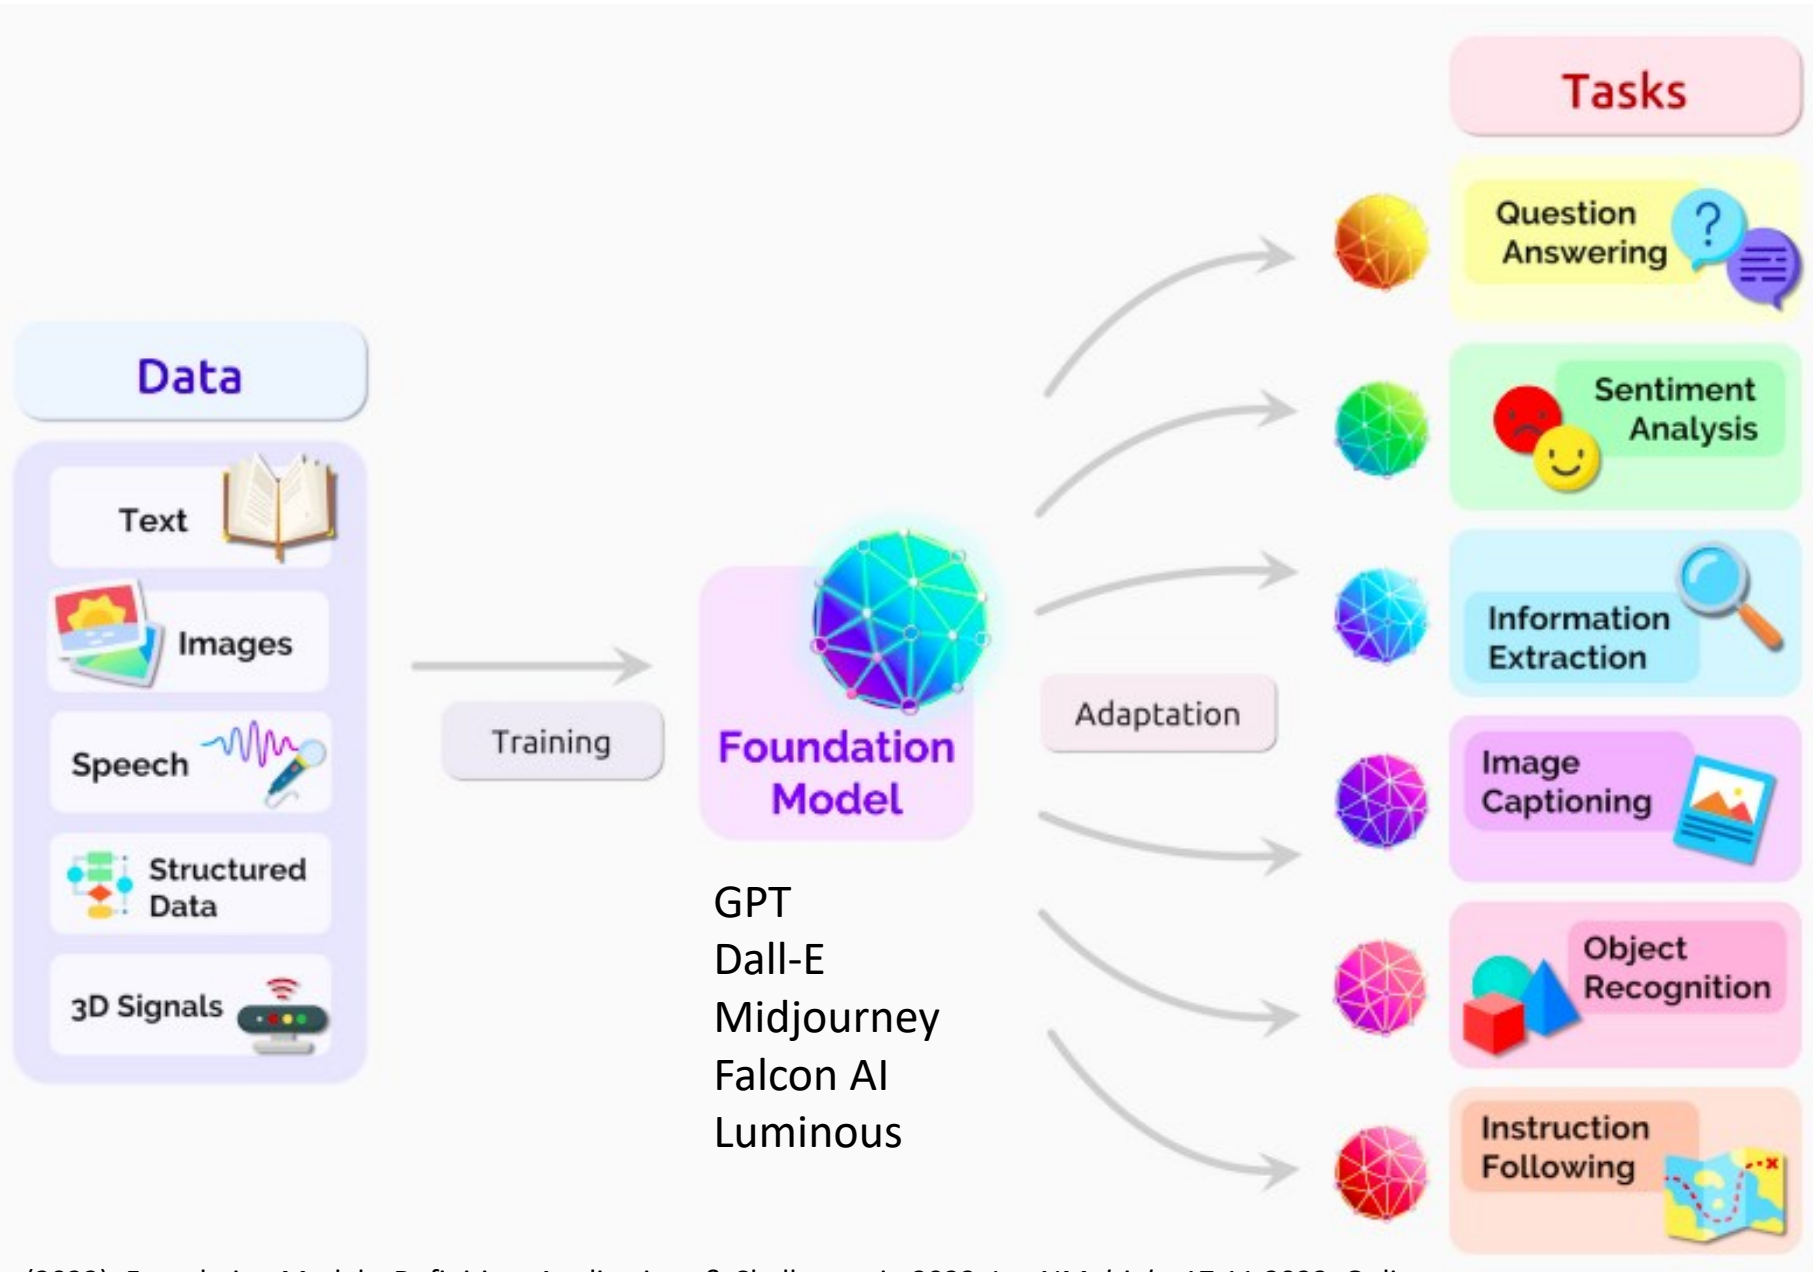 Data
Text
Images
Speech
Structured
Data
3D Signals
Training
Foundation
Model
GPT
Dall-E
Midjourney
Falcon AI
Luminous
Adaptation
Tasks
Question
Answering
?
Sentiment
Analysis
Information
Extraction
Image
Captioning
Object
Recognition
Instruction
Following